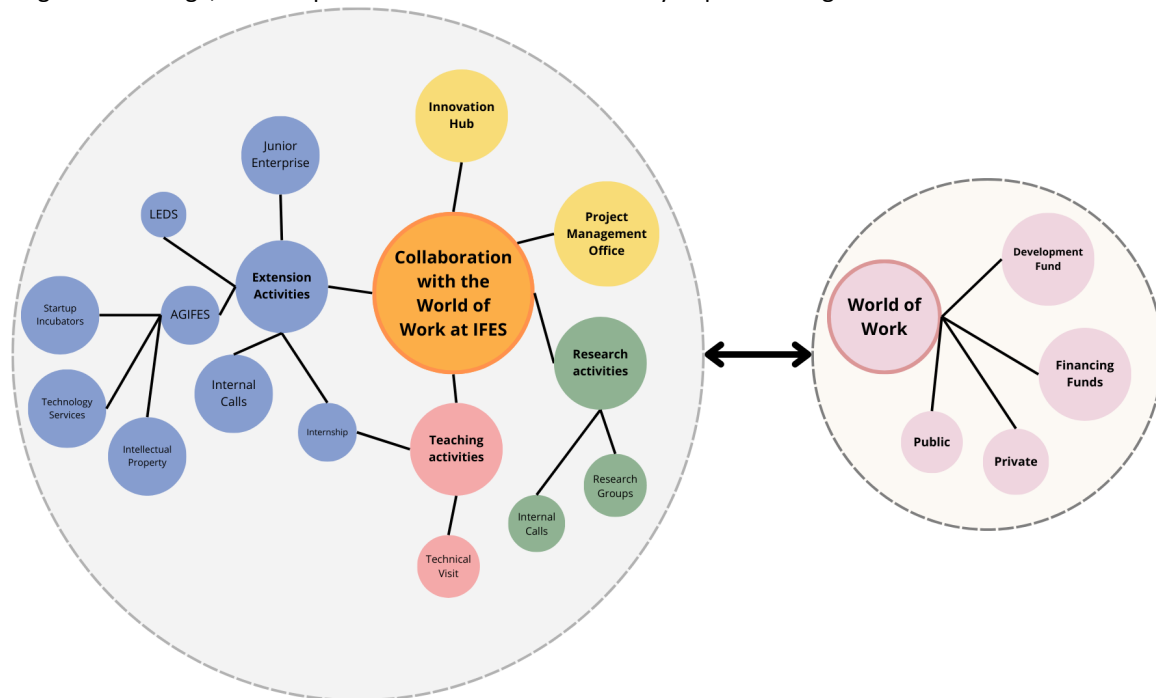 Innovation
Hub
Junior
Enterprise
LEDS
Project
Management
Office
Collaboration
with the
World of
Work at IFES
Extension
Activities
Startup
Incubators
AGIFES
Research
activities
Internal
Calls
Technology
Services
Intellectual
Property
Internship
Teaching
activities
Research
Groups
Internal
Calls
Technical
Visit
Development
Fund
World of
Work
Financing
Funds
Public
Private